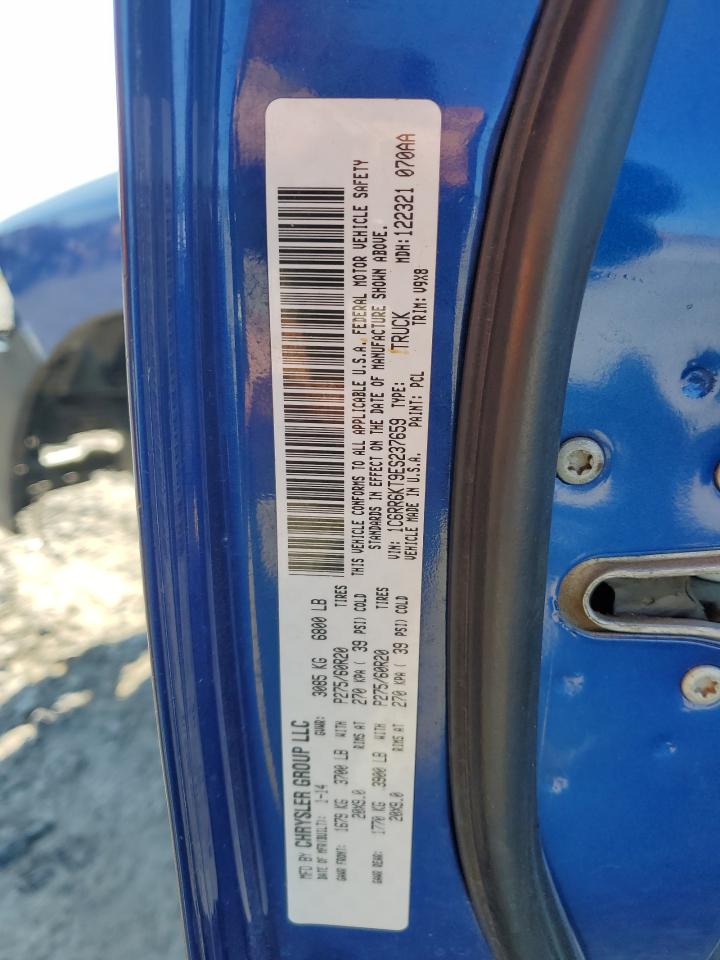 MFD BY CHRYSLER GROUP LLC
DATE OF MFR(BUILT): 1-14 GVWR: 3085 KG 6800 LB
GAWR FRONT: 1679 KG 3700 LB WITH P275/60R20 TIRES
20X9.0 RIMS AT 270 KPA ( 39 PSI) COLD
GAWR REAR: 1770 KG 3900 LB WITH P275/60R20 TIRES
20X9.0 RIMS AT 270 KPA ( 39 PSI) COLD
THIS VEHICLE CONFORMS TO ALL APPLICABLE U.S.A. FEDERAL MOTOR VEHICLE SAFETY
STANDARDS IN EFFECT ON THE DATE OF MANUFACTURE SHOWN ABOVE.
VIN: 1C6RR6KT9ES237659 TYPE: TRUCK MDH: 122321 070AA
VEHICLE MADE IN U.S.A. PAINT: PCL TRIM: V9X8